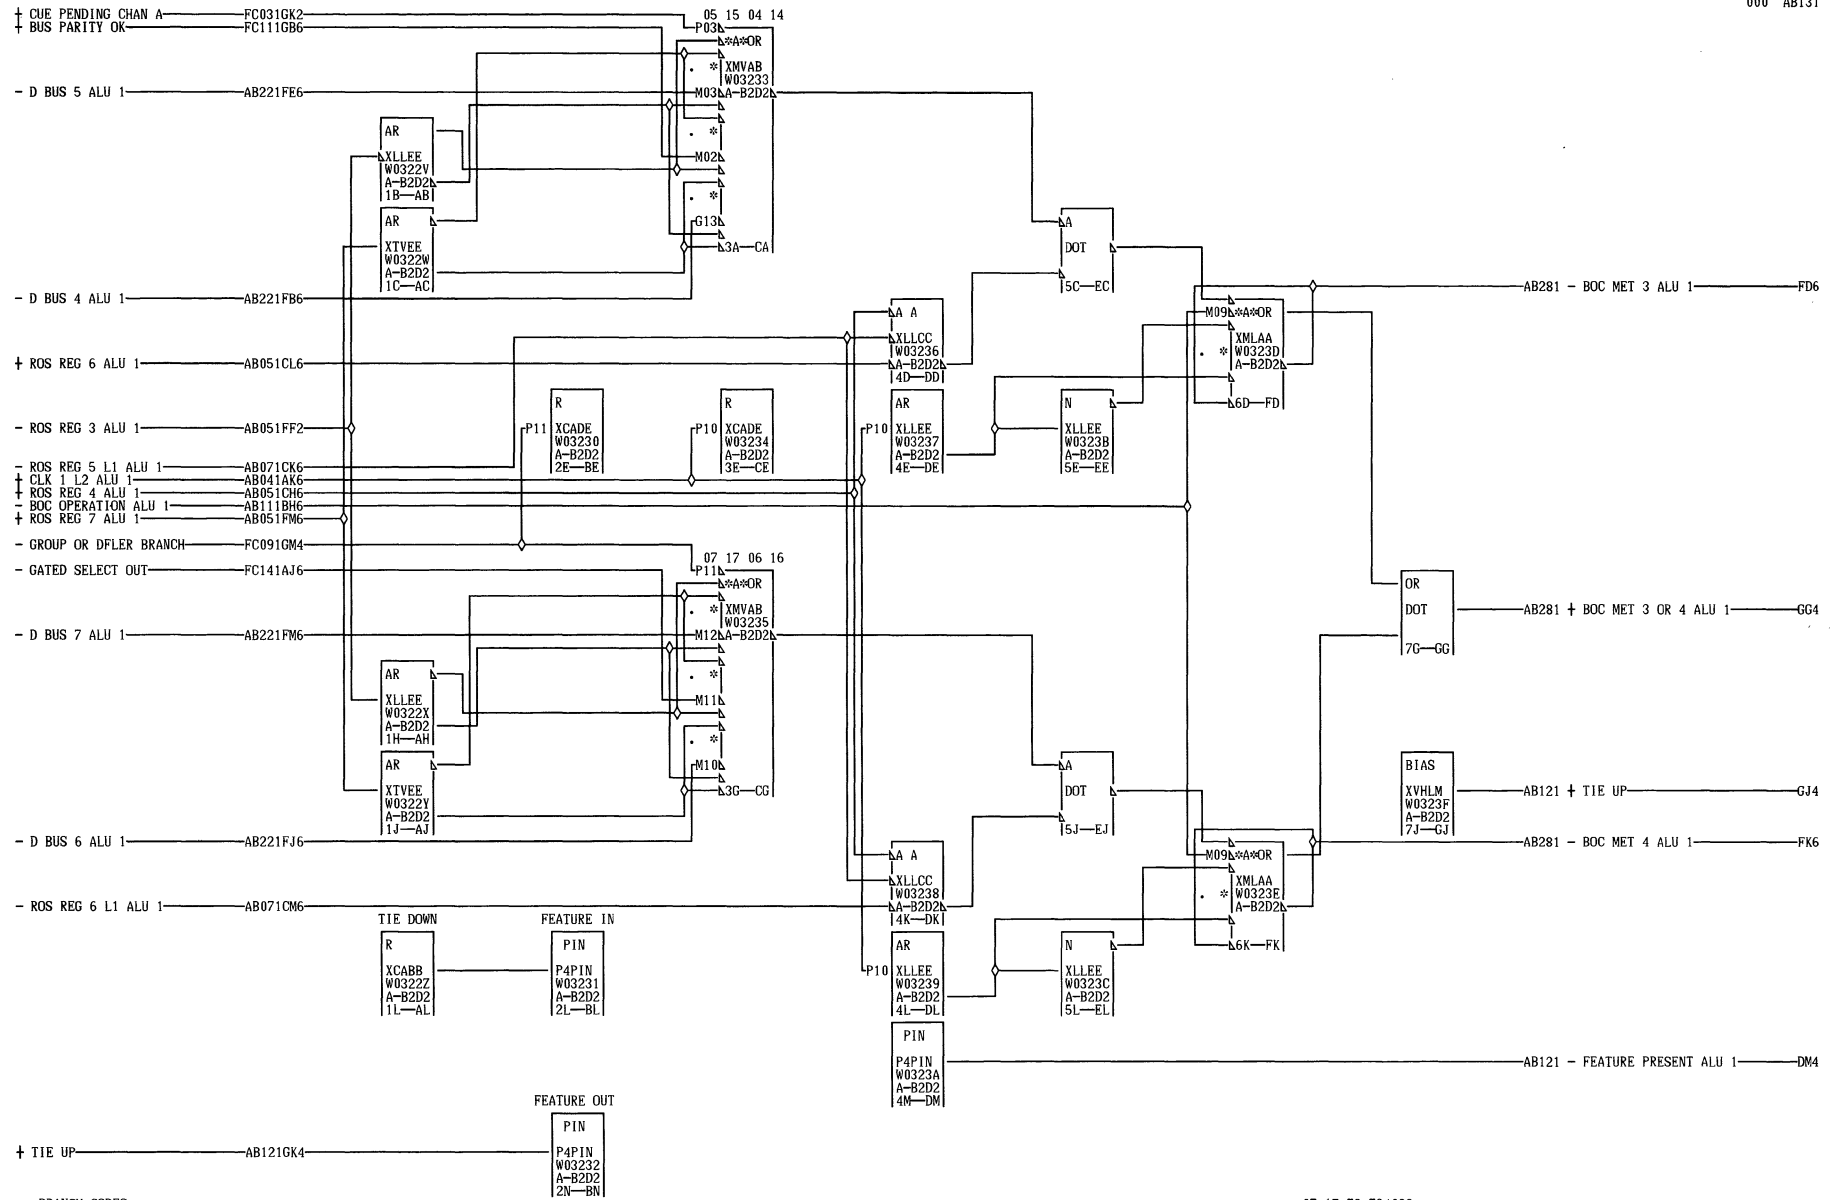 000 AB131
+ CUE PENDING CHAN A FC031GK2
+ BUS PARITY OK FC111GB6
05 15 04 14
P03
*A*OR
. *
XMVAB
W03233
- D BUS 5 ALU 1 AB221FE6
M03 A-B2D2
. *
M02
. *
G13
3A—CA
AR
XLLEE
W0322V
A-B2D2
1B—AB
AR
XTVEE
W0322W
A-B2D2
1C—AC
A
DOT
5C—EC
- D BUS 4 ALU 1 AB221FB6
AB281 - BOC MET 3 ALU 1 FD6
A A
XLLCC
W03236
A-B2D2
4D—DD
M09 *A*OR
XMLAA
. *
W0323D
A-B2D2
6D—FD
+ ROS REG 6 ALU 1 AB051CL6
- ROS REG 3 ALU 1 AB051FF2
R
P11 XCADE
W03230
A-B2D2
2E—BE
R
P10 XCADE
W03234
A-B2D2
3E—CE
AR
P10 XLLEE
W03237
A-B2D2
4E—DE
N
XLLEE
W0323B
A-B2D2
5E—EE
- ROS REG 5 L1 ALU 1 AB071CK6
+ CLK 1 L2 ALU 1 AB041AK6
+ ROS REG 4 ALU 1 AB051CH6
- BOC OPERATION ALU 1 AB111BH6
+ ROS REG 7 ALU 1 AB051FM6
- GROUP OR DFLER BRANCH FC091GM4
- GATED SELECT OUT FC141AJ6
07 17 06 16
P11
*A*OR
. *
XMVAB
W03235
- D BUS 7 ALU 1 AB221FM6
M12 A-B2D2
. *
M11
. *
M10
3G—CG
OR
DOT
7G—GG
AB281 + BOC MET 3 OR 4 ALU 1 GG4
AR
XLLEE
W0322X
A-B2D2
1H—AH
AR
XTVEE
W0322Y
A-B2D2
1J—AJ
A
DOT
5J—EJ
BIAS
XVHLM
W0323F
A-B2D2
7J—GJ
AB121 + TIE UP GJ4
- D BUS 6 ALU 1 AB221FJ6
AB281 - BOC MET 4 ALU 1 FK6
A A
XLLCC
W03238
A-B2D2
4K—DK
M09 *A*OR
XMLAA
. *
W0323E
A-B2D2
6K—FK
- ROS REG 6 L1 ALU 1 AB071CM6
TIE DOWN
R
XCABB
W0322Z
A-B2D2
1L—AL
FEATURE IN
PIN
P4PIN
W03231
A-B2D2
2L—BL
AR
P10 XLLEE
W03239
A-B2D2
4L—DL
N
XLLEE
W0323C
A-B2D2
5L—EL
PIN
P4PIN
W0323A
A-B2D2
4M—DM
AB121 - FEATURE PRESENT ALU 1 DM4
FEATURE OUT
PIN
P4PIN
W03232
A-B2D2
2N—BN
+ TIE UP AB121GK4